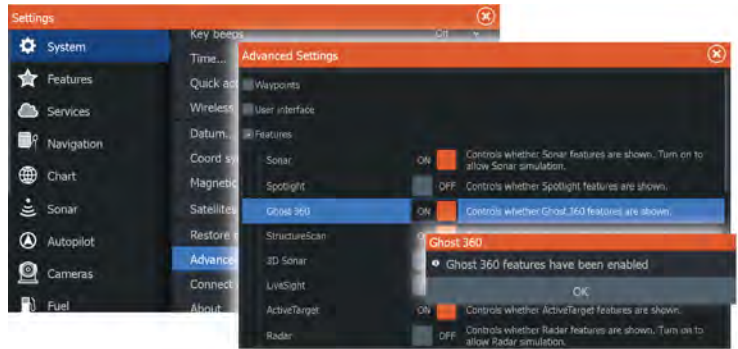 Settings
Key beeps
Off
System
Time...
Features
Quick
Services
Wireless
Navigation
Datum...
Chart
Coord
Magnetic
Sonar
Satellites
Autopilot
Restore
Cameras
Advance
Connect
Fuel
About
Advanced Settings
Waypoints
User interface
Features
Sonar
ON
Controls whether Sonar features are shown. Turn on to
allow Sonar simulation.
Spotlight
OFF
Controls whether Spotlight features are shown.
Ghost 360
ON
Controls whether Ghost 360 features are shown.
StructureScan
3D Sonar
LiveSight
ActiveTarget
ON
Controls whether ActiveTarget features are shown.
Radar
OFF
Controls whether Radar features are shown. Turn on to
allow Radar simulation.
Ghost 360
Ghost 360 features have been enabled
OK